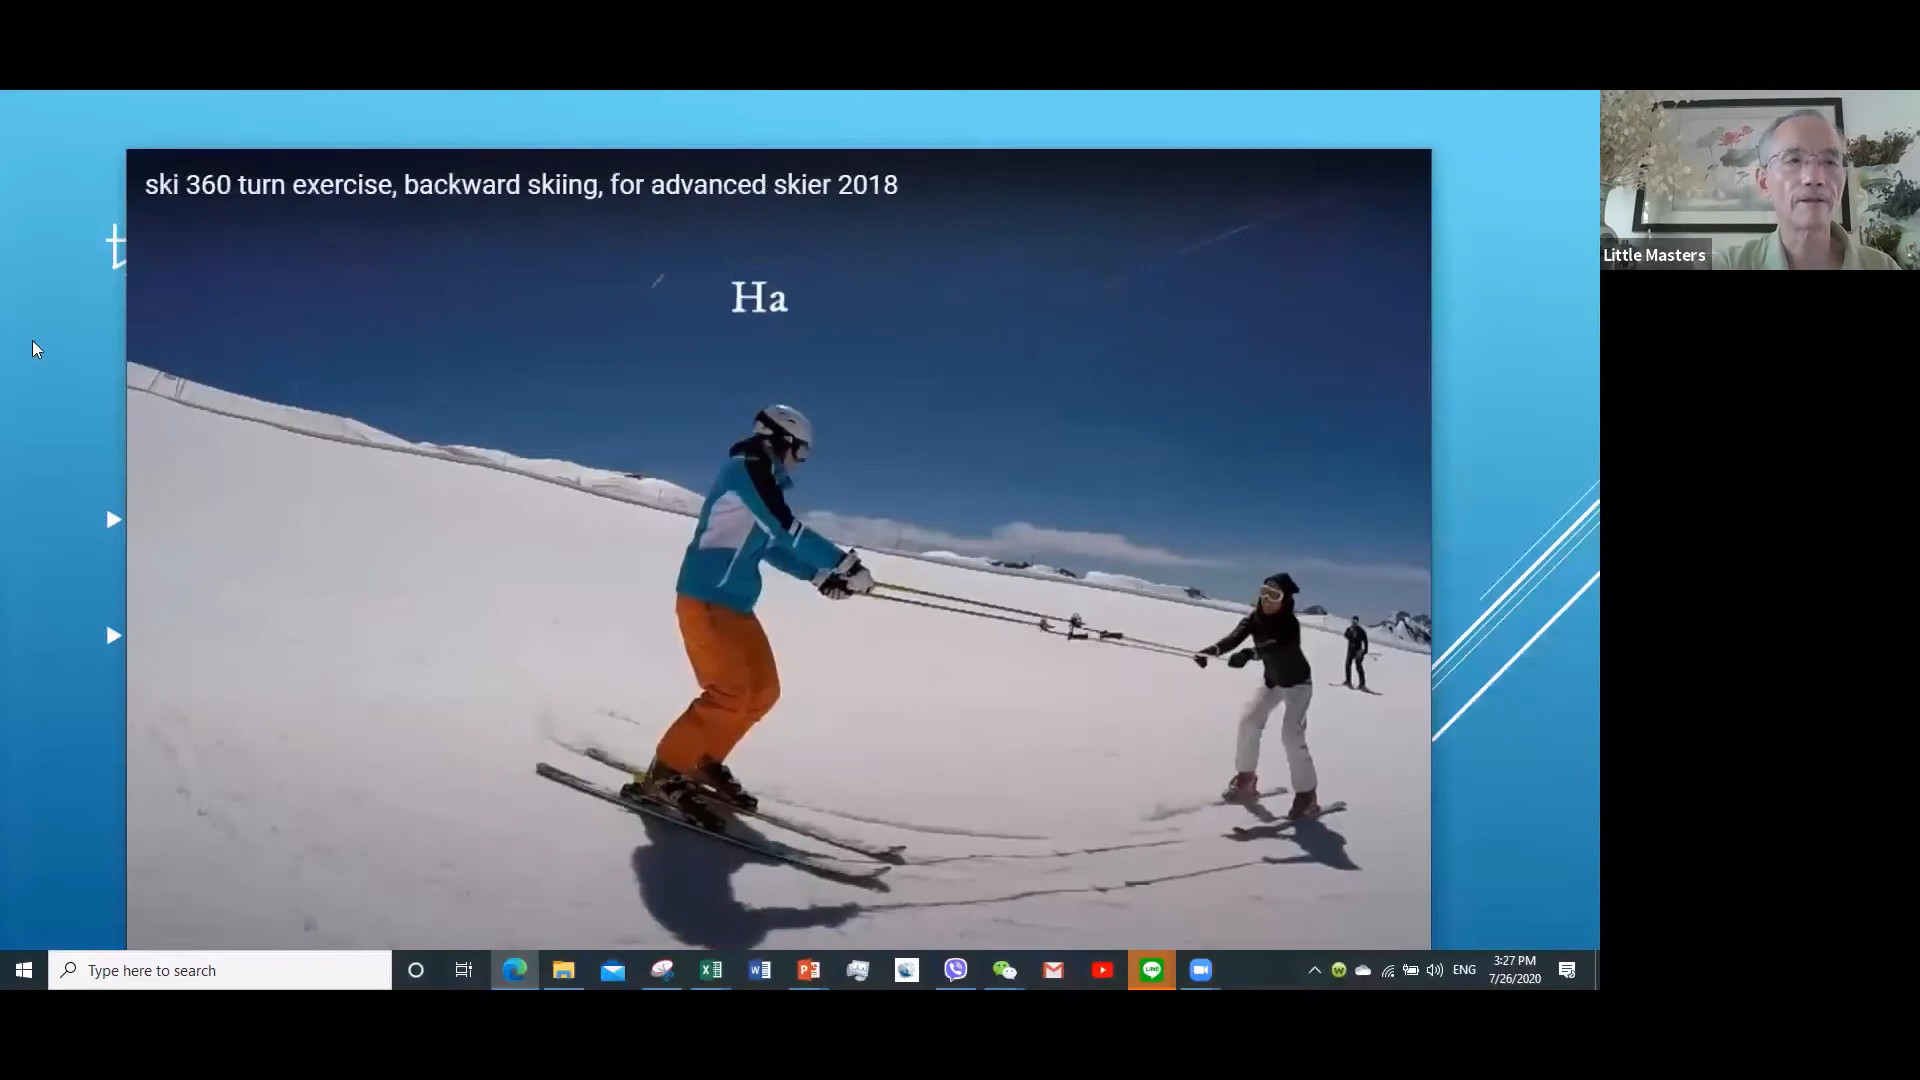 ski 360 turn exercise, backward skiing, for advanced skier 2018
Ha
t
Little Masters
Type here to search
ENG
3:27 PM
7/26/2020
LINE